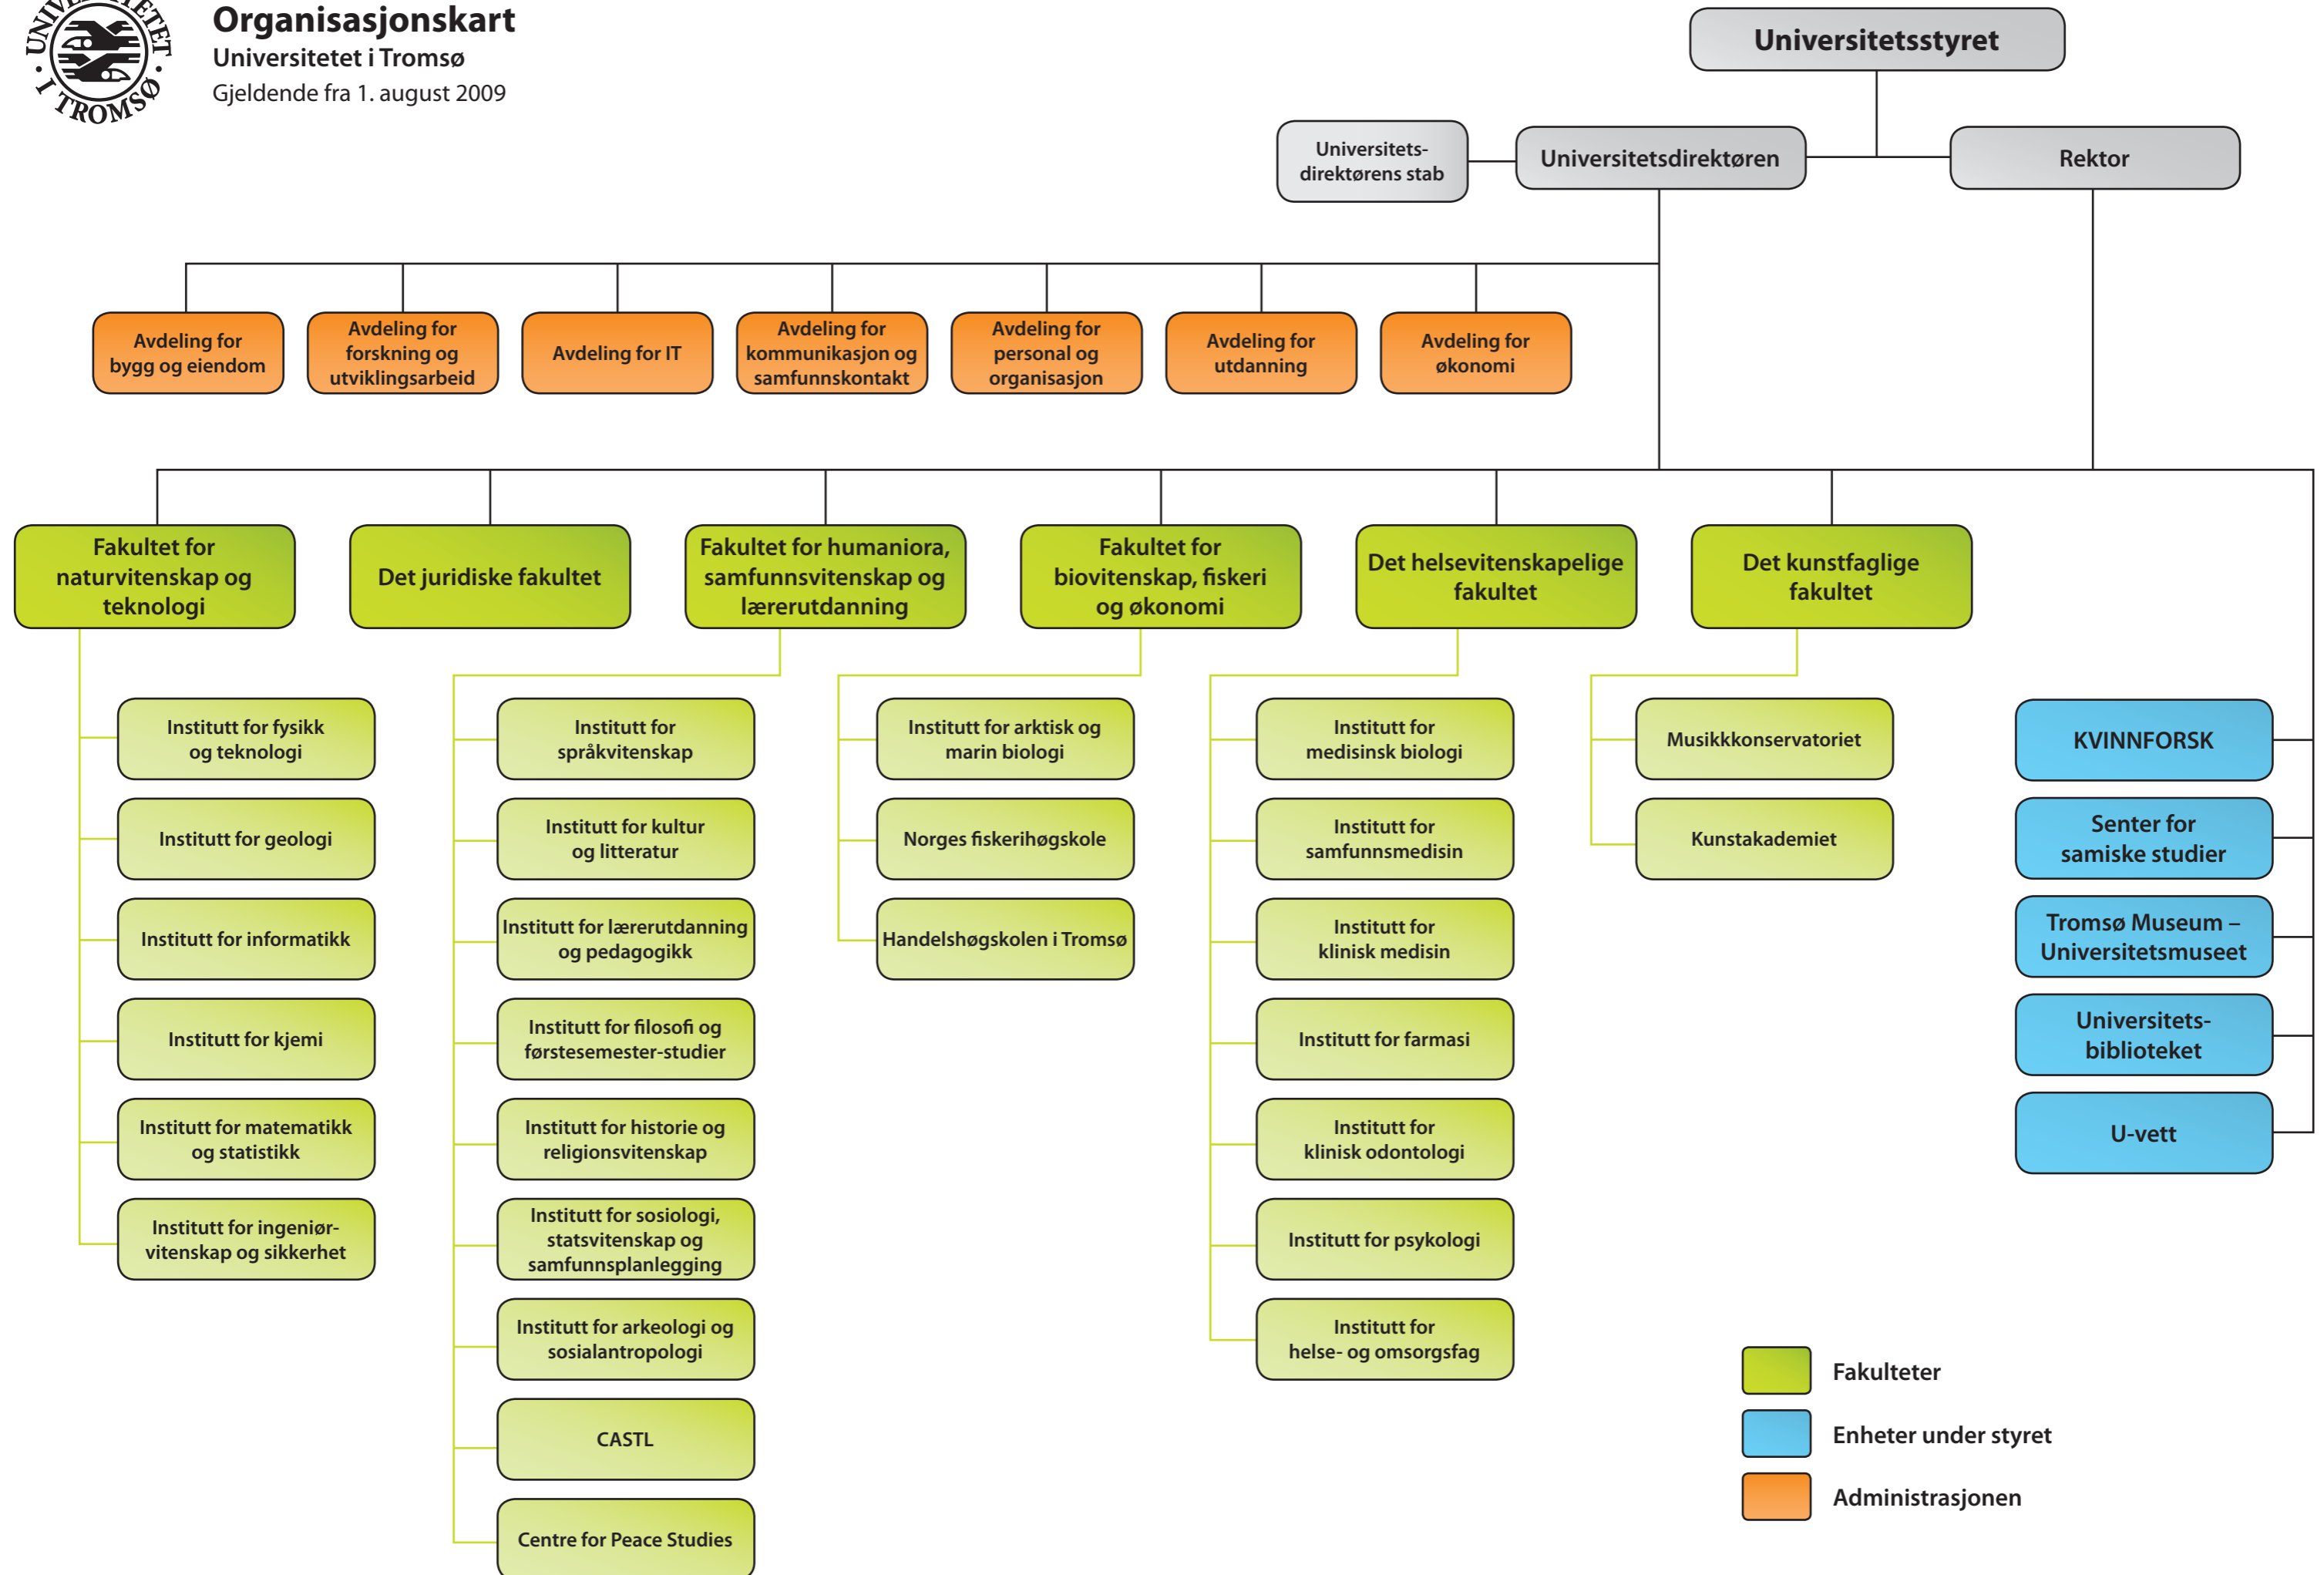 UNIVERSITETET
I TROMSØ
Organisasjonskart
Universitetet i Tromsø
Gjeldende fra 1. august 2009
Universitetsstyret
Universitets-
direktørens stab
Universitetsdirektøren
Rektor
Avdeling for
bygg og eiendom
Avdeling for
forskning og
utviklingsarbeid
Avdeling for IT
Avdeling for
kommunikasjon og
samfunnskontakt
Avdeling for
personal og
organisasjon
Avdeling for
utdanning
Avdeling for
økonomi
Fakultet for
naturvitenskap og
teknologi
Det juridiske fakultet
Fakultet for humaniora,
samfunnsvitenskap og
lærerutdanning
Fakultet for
biovitenskap, fiskeri
og økonomi
Det helsevitenskapelige
fakultet
Det kunstfaglige
fakultet
Institutt for fysikk
og teknologi
Institutt for geologi
Institutt for informatikk
Institutt for kjemi
Institutt for matematikk
og statistikk
Institutt for ingeniør-
vitenskap og sikkerhet
Institutt for
språkvitenskap
Institutt for kultur
og litteratur
Institutt for lærerutdanning
og pedagogikk
Institutt for filosofi og
førstesemester-studier
Institutt for historie og
religionsvitenskap
Institutt for sosiologi,
statsvitenskap og
samfunnsplanlegging
Institutt for arkeologi og
sosialantropologi
CASTL
Centre for Peace Studies
Institutt for arktisk og
marin biologi
Norges fiskerihøgskole
Handelshøgskolen i Tromsø
Institutt for
medisinsk biologi
Institutt for
samfunnsmedisin
Institutt for
klinisk medisin
Institutt for farmasi
Institutt for
klinisk odontologi
Institutt for psykologi
Institutt for
helse- og omsorgsfag
Musikkkonservatoriet
Kunstakademiet
KVINNFORSK
Senter for
samiske studier
Tromsø Museum –
Universitetsmuseet
Universitets-
biblioteket
U-vett
Fakulteter
Enheter under styret
Administrasjonen